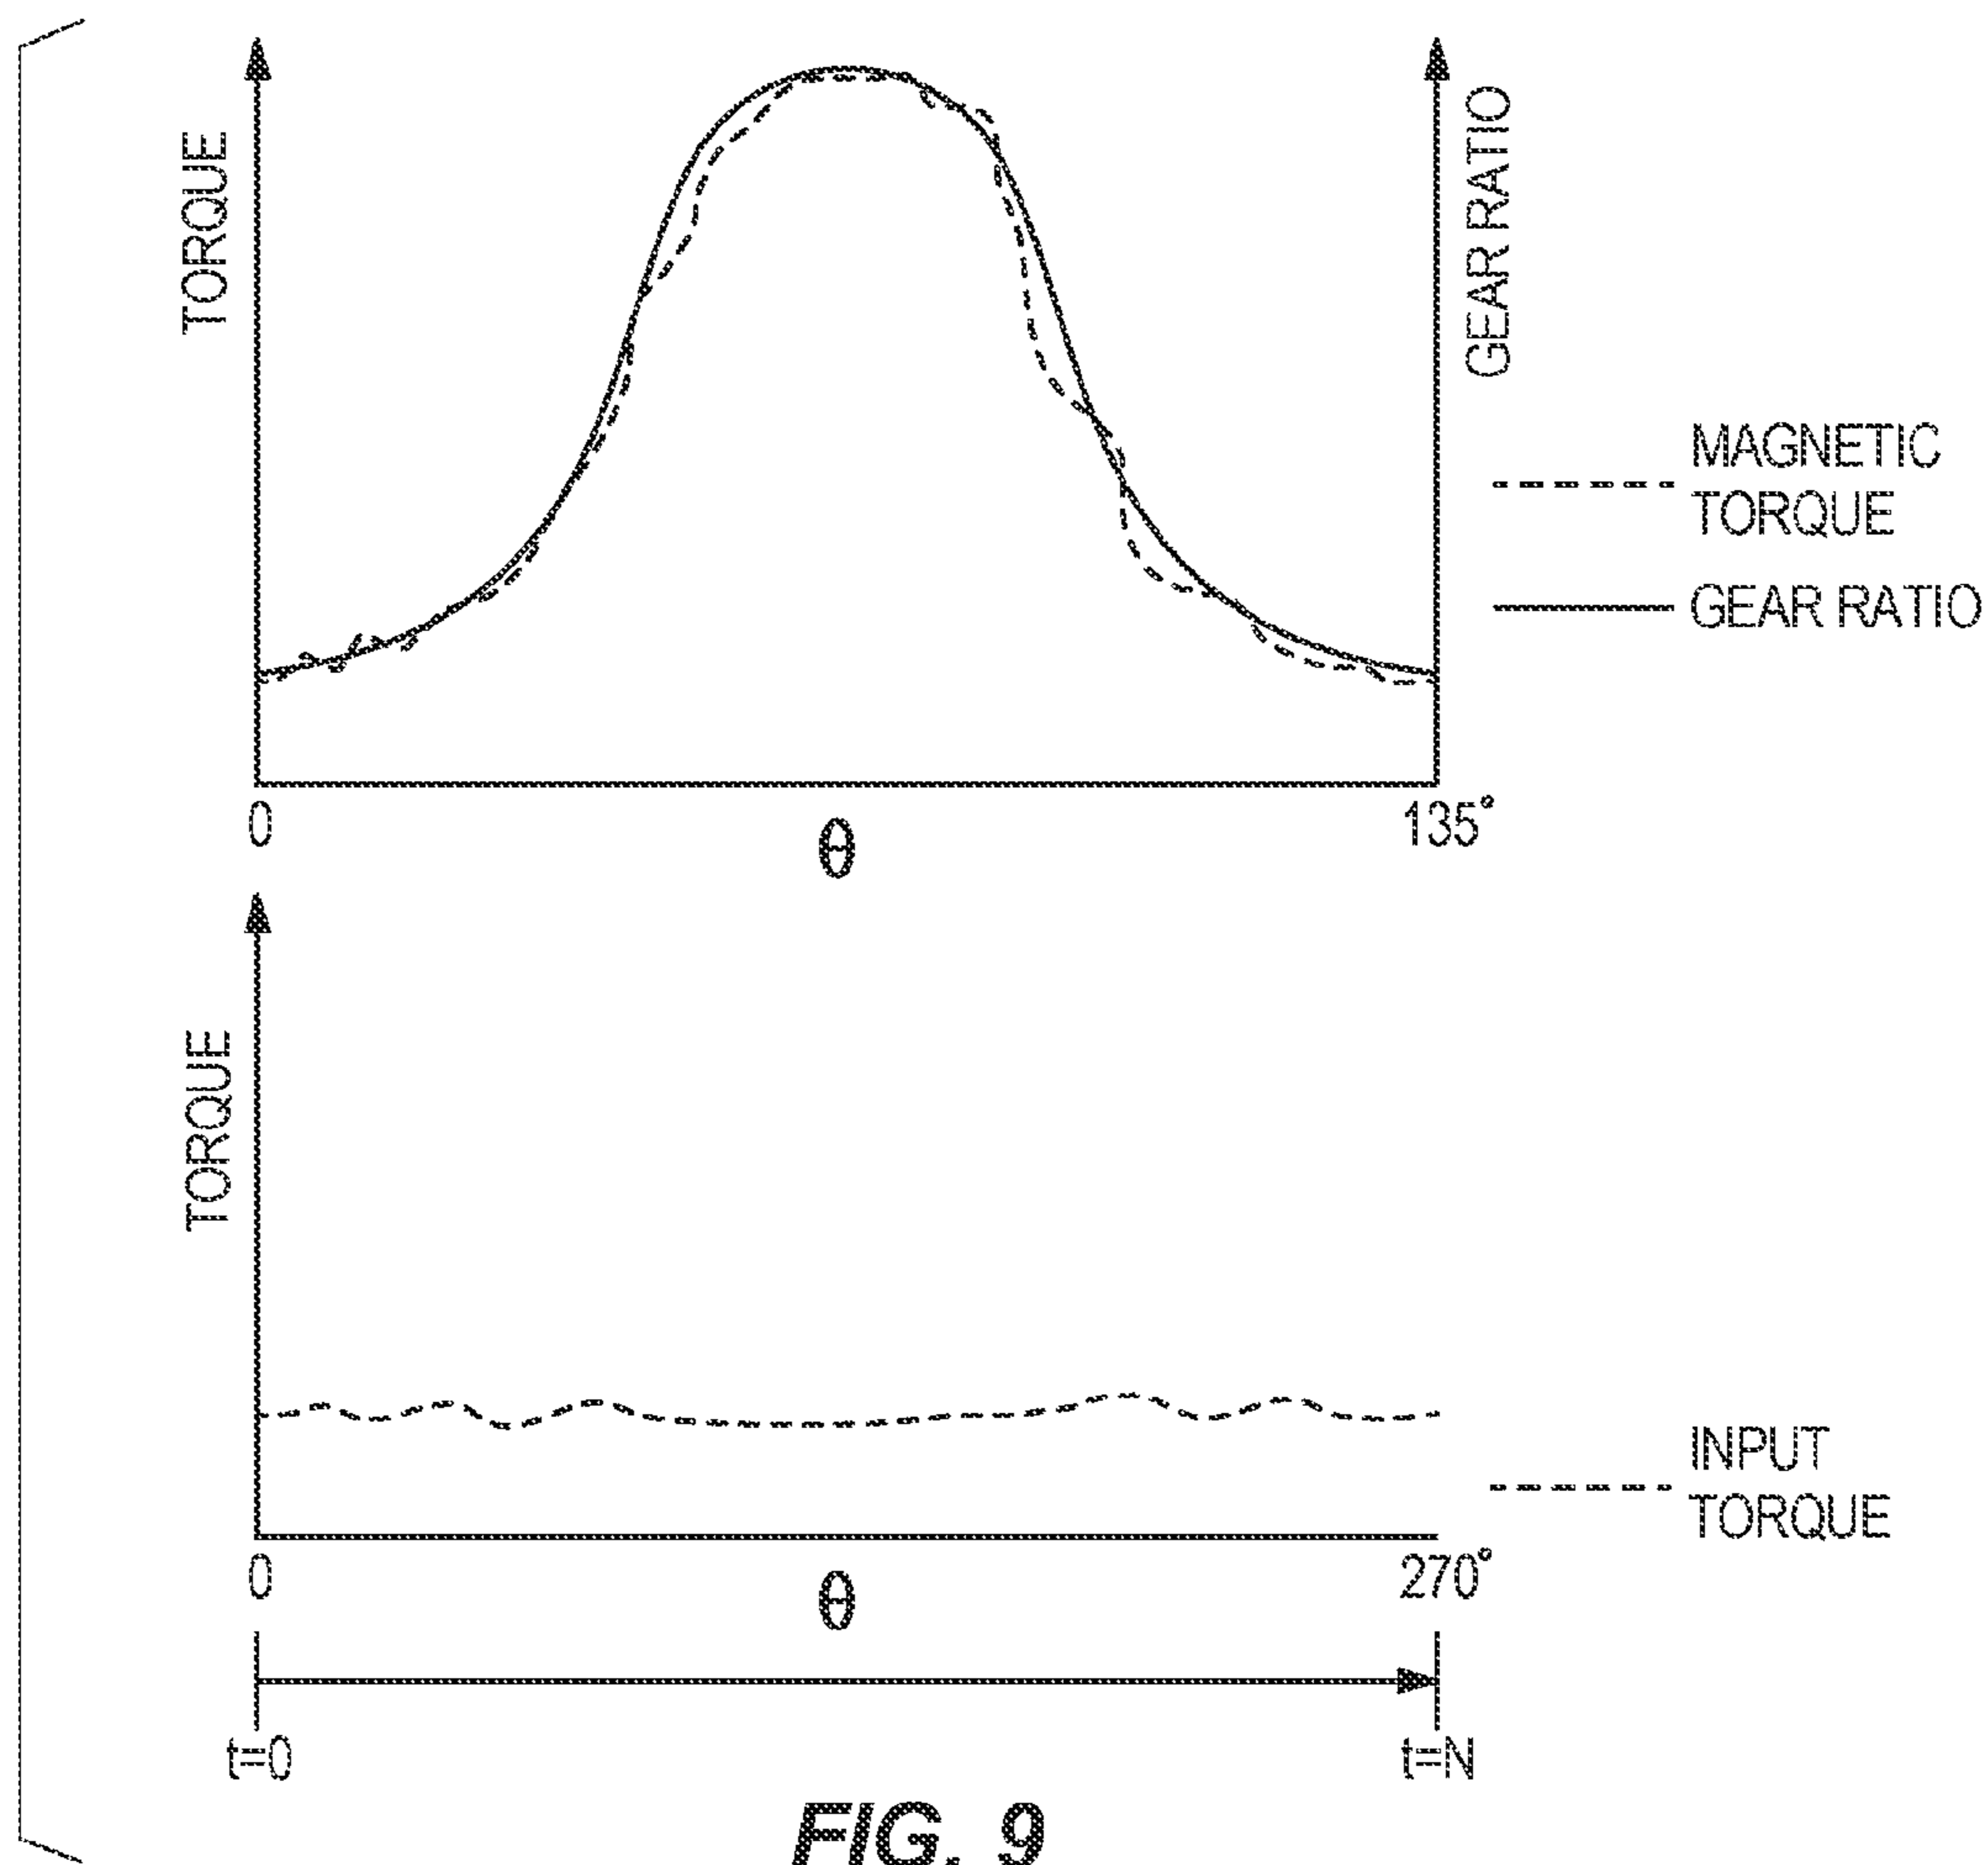 TORQUE
GEAR RATIO
MAGNETIC
TORQUE
GEAR RATIO
0
θ
135°
TORQUE
INPUT
TORQUE
0
θ
270°
t=0
t=N
FIG. 9